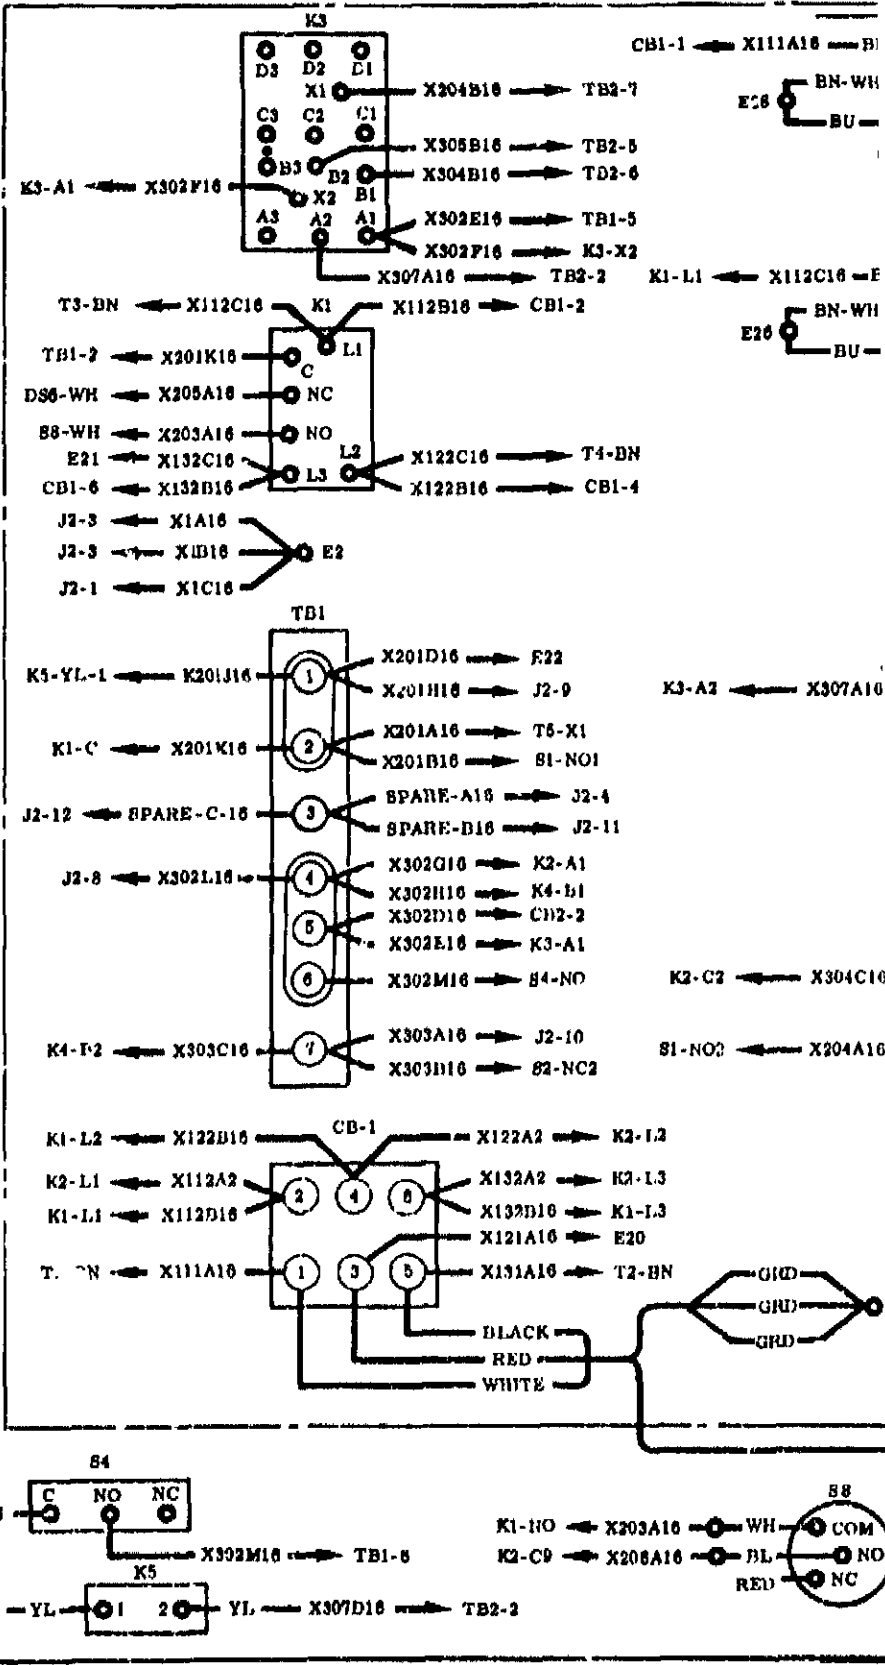 K3
D3 D2 D1
CB1-1 X111A16
X1 X204B16 TB2-7
BN-WH
BU
C3 C2 C1
X305B16 TB2-5
B3 B2 X304B16 TD2-6
K3-A1 X302F16 X2 B1
A3 A2 A1 X302E16 TB1-5
X302F16 K3-X2
X307A16 TB2-2
K1-L1 X112C16
T3-BN X112C16 K1 X112B16 CB1-2
BN-WH
E26
BU
L1
TB1-2 X201K16 C
DS6-WH X205A16 NC
S8-WH X203A16 NO
E21 X132C16 L2 X122C16 T4-BN
CB1-6 X132B16 L3 X122B16 CB1-4
J2-3 X1A16
J2-3 X1B16 E2
J2-1 X1C16
TB1
X201D16 E22
K5-YL-1 X201J16 1
X201H16 J2-9
K3-A2 X307A16
X201A16 T5-X1
K1-C X201K16 2
X201B16 S1-NO1
SPARE-A16 J2-4
J2-12 SPARE-C-16 3
SPARE-B16 J2-11
X302G16 K2-A1
J2-8 X302L16 4
X302H16 K4-B1
X302D16 CB2-2
5
X302E16 K3-A1
6 X302M16 S4-NO
K2-C2 X304C16
X303A16 J2-10
X303C16 7
X303B16 S2-NC2
S1-NO2 X204A16
K1-L2 X122B16 CB-1 X122A2 K2-L2
K2-L1 X112A2 2 4 6 X132A2 K2-L3
K1-L1 X112B16 X132B16 K1-L3
X121A16 E20
X111A16 1 3 5 X131A16 T2-BN
GRD
GRD
GRD
BLACK
RED
WHITE
S4
C NO NC
X302M16 TB1-6
K5
YL 1 2 YL X307D16 TB2-2
S8
K1-NO X203A16 WH COM
X206A16 BL NO
RED NC